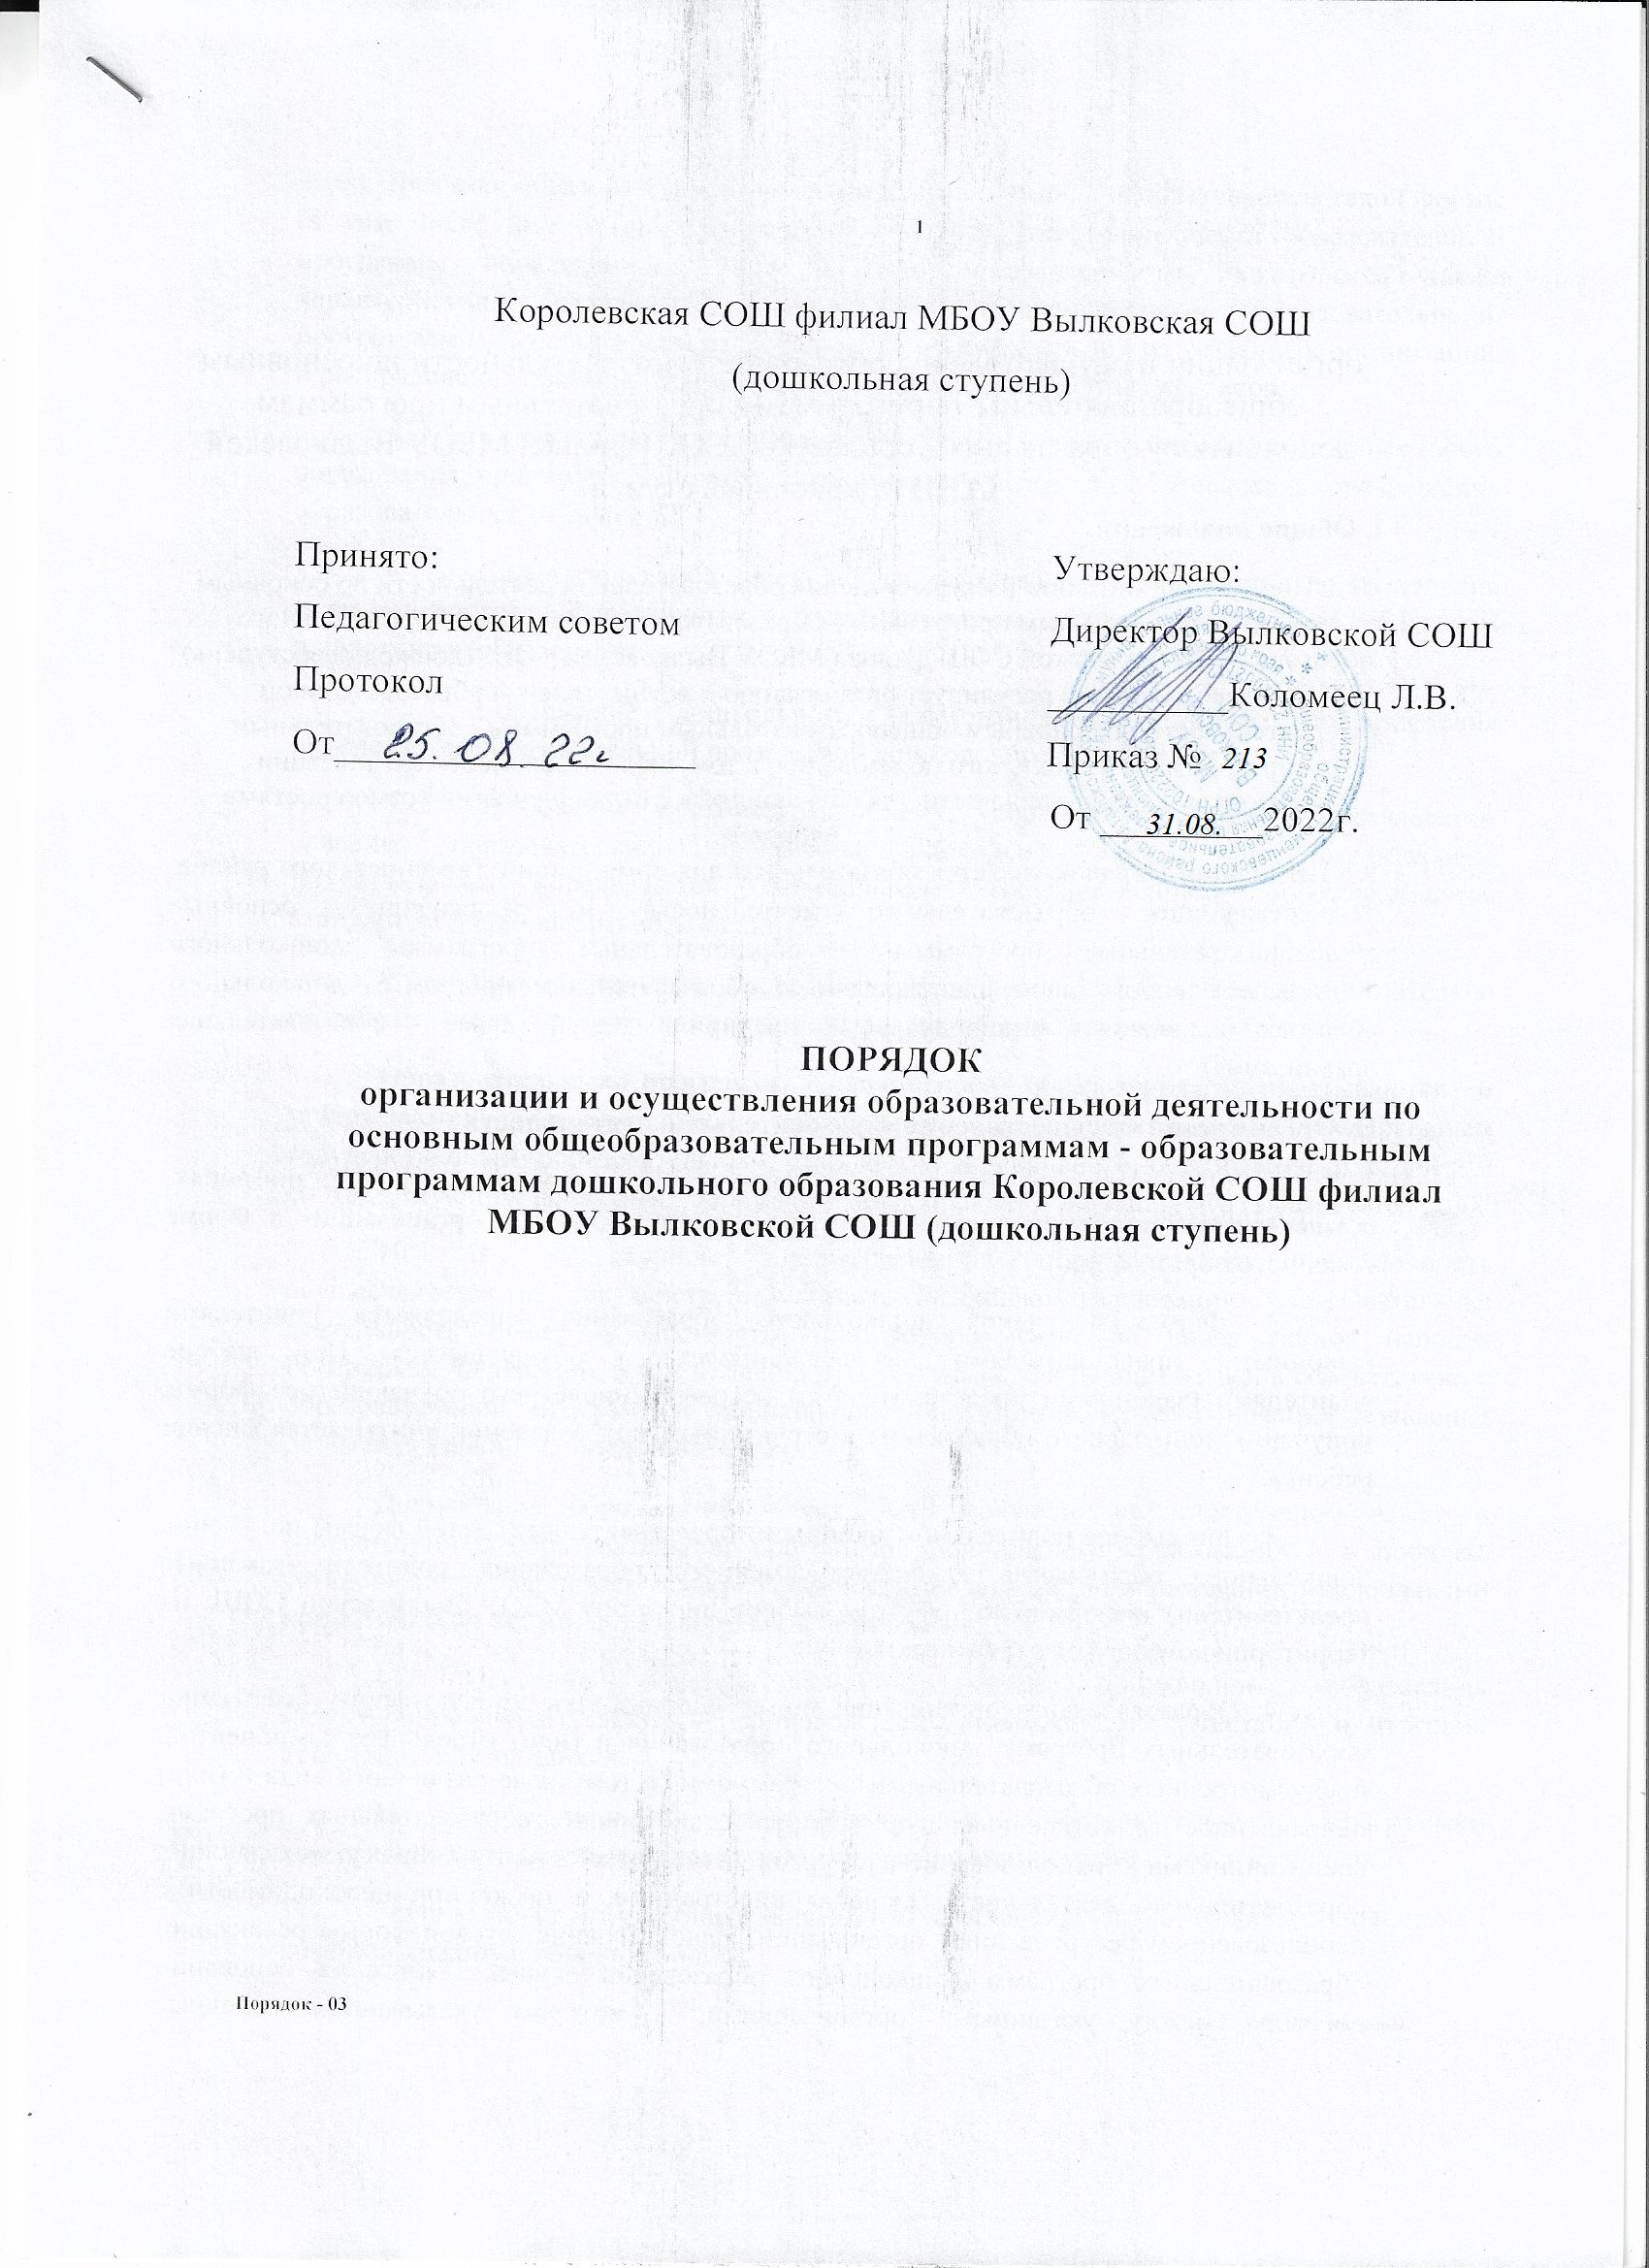 1
Королевская СОШ филиал МБОУ Вылковская СОШ
(дошкольная ступень)
Принято:
Педагогическим советом
Протокол
От 25.08.22г
Утверждаю:
Директор Вылковской СОШ
Коломеец Л.В.
Приказ № 213
От 31.08. 2022г.
ПОРЯДОК
организации и осуществления образовательной деятельности по
основным общеобразовательным программам - образовательным
программам дошкольного образования Королевской СОШ филиал
МБОУ Вылковской СОШ (дошкольная ступень)
Порядок - 03